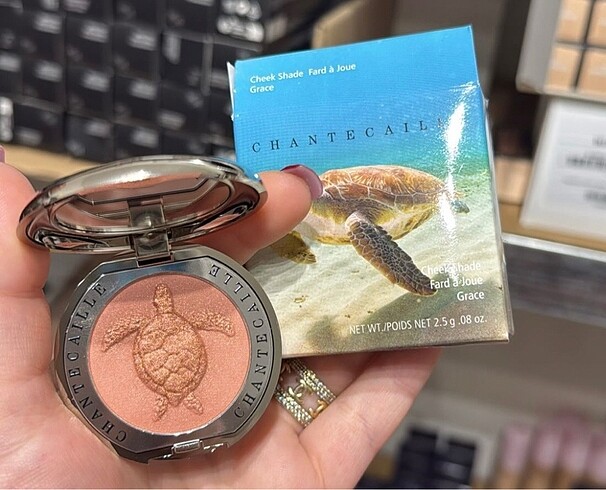 Cheek Shade Fard à Joue
Grace
CHANTECAILL
Cheek Shade
Fard à Joue
Grace
NET WT./POIDS NET 2.5 g .08 oz.
CHANTECAILLE
CHANTECAILLE
CHANTECAILLE